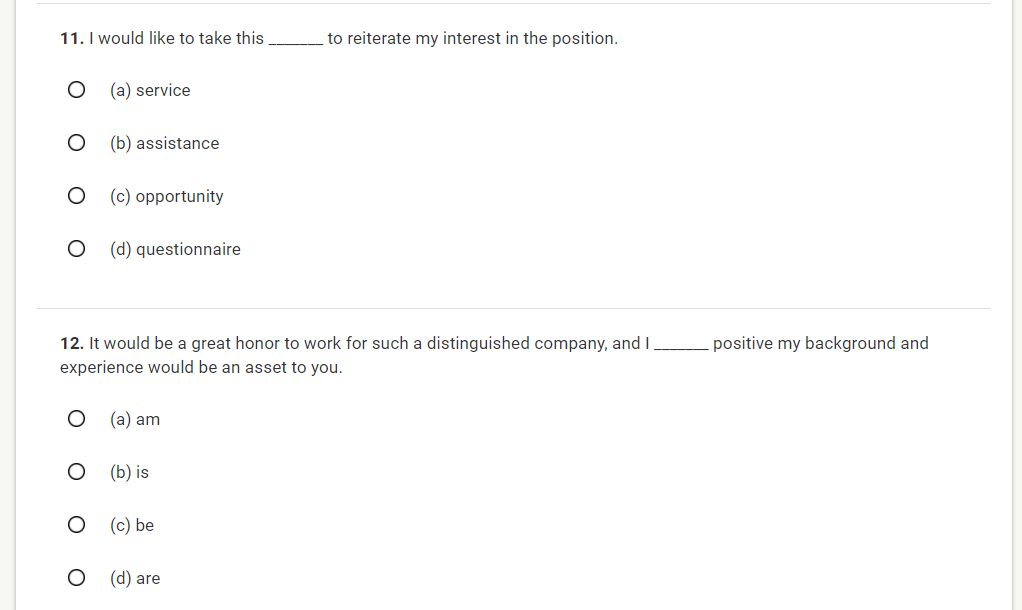 11. I would like to take this _______ to reiterate my interest in the position.
(a) service
(b) assistance
(c) opportunity
(d) questionnaire
12. It would be a great honor to work for such a distinguished company, and I _______ positive my background and
experience would be an asset to you.
(a) am
(b) is
(c) be
(d) are